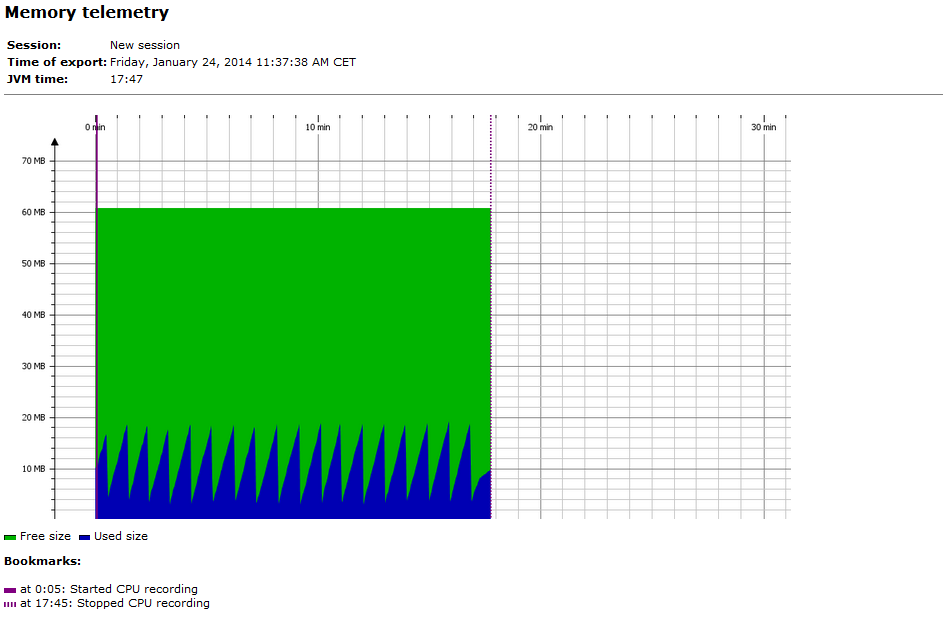 Memory telemetry
Session: New session
Time of export: Friday, January 24, 2014 11:37:38 AM CET
JVM time: 17:47
0 min 10 min 20 min 30 min
70 MB
60 MB
50 MB
40 MB
30 MB
20 MB
10 MB
Free size Used size
Bookmarks:
at 0:05: Started CPU recording
at 17:45: Stopped CPU recording